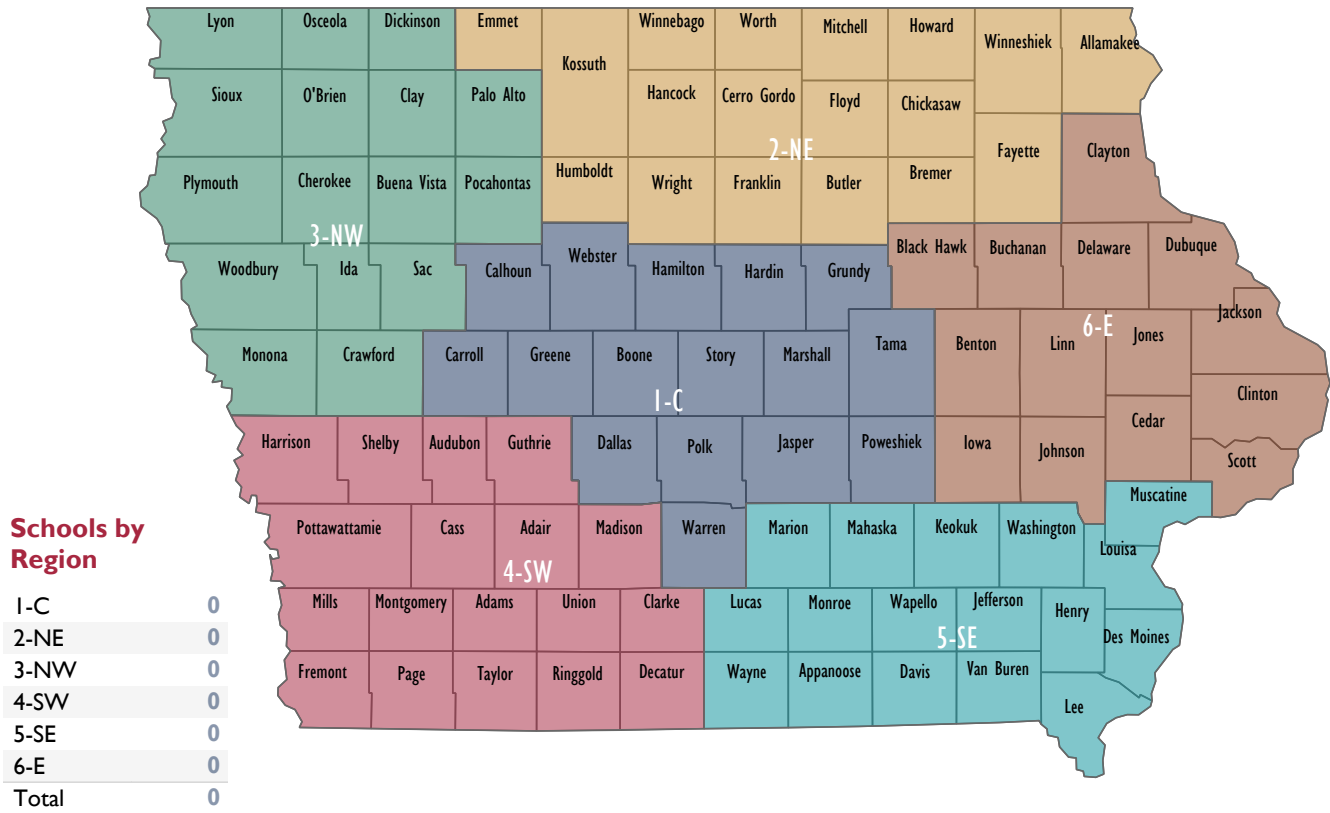 Lyon Osceola Dickinson Emmet Winnebago Worth Mitchell Howard
Kossuth Winneshiek Allamakee
Sioux O'Brien Clay Palo Alto Hancock Cerro Gordo Floyd Chickasaw
2-NE
Fayette Clayton
Plymouth Cherokee Buena Vista Pocahontas Humboldt Wright Franklin Butler Bremer
3-NW
Woodbury Ida Sac Calhoun Webster Hamilton Hardin Grundy Black Hawk Buchanan Delaware Dubuque
Jackson
6-E
Monona Crawford Carroll Greene Boone Story Marshall Tama Benton Linn Jones
1-C
Clinton
Harrison Shelby Audubon Guthrie Dallas Polk Jasper Poweshiek Iowa Johnson Cedar
Scott
Muscatine
Schools by
Region
Pottawattamie Cass Adair Madison Warren Marion Mahaska Keokuk Washington
Louisa
4-SW
1-C 0
2-NE 0
3-NW 0
4-SW 0
5-SE 0
6-E 0
Total 0
Mills Montgomery Adams Union Clarke Lucas Monroe Wapello Jefferson Henry
5-SE
Des Moines
Fremont Page Taylor Ringgold Decatur Wayne Appanoose Davis Van Buren
Lee